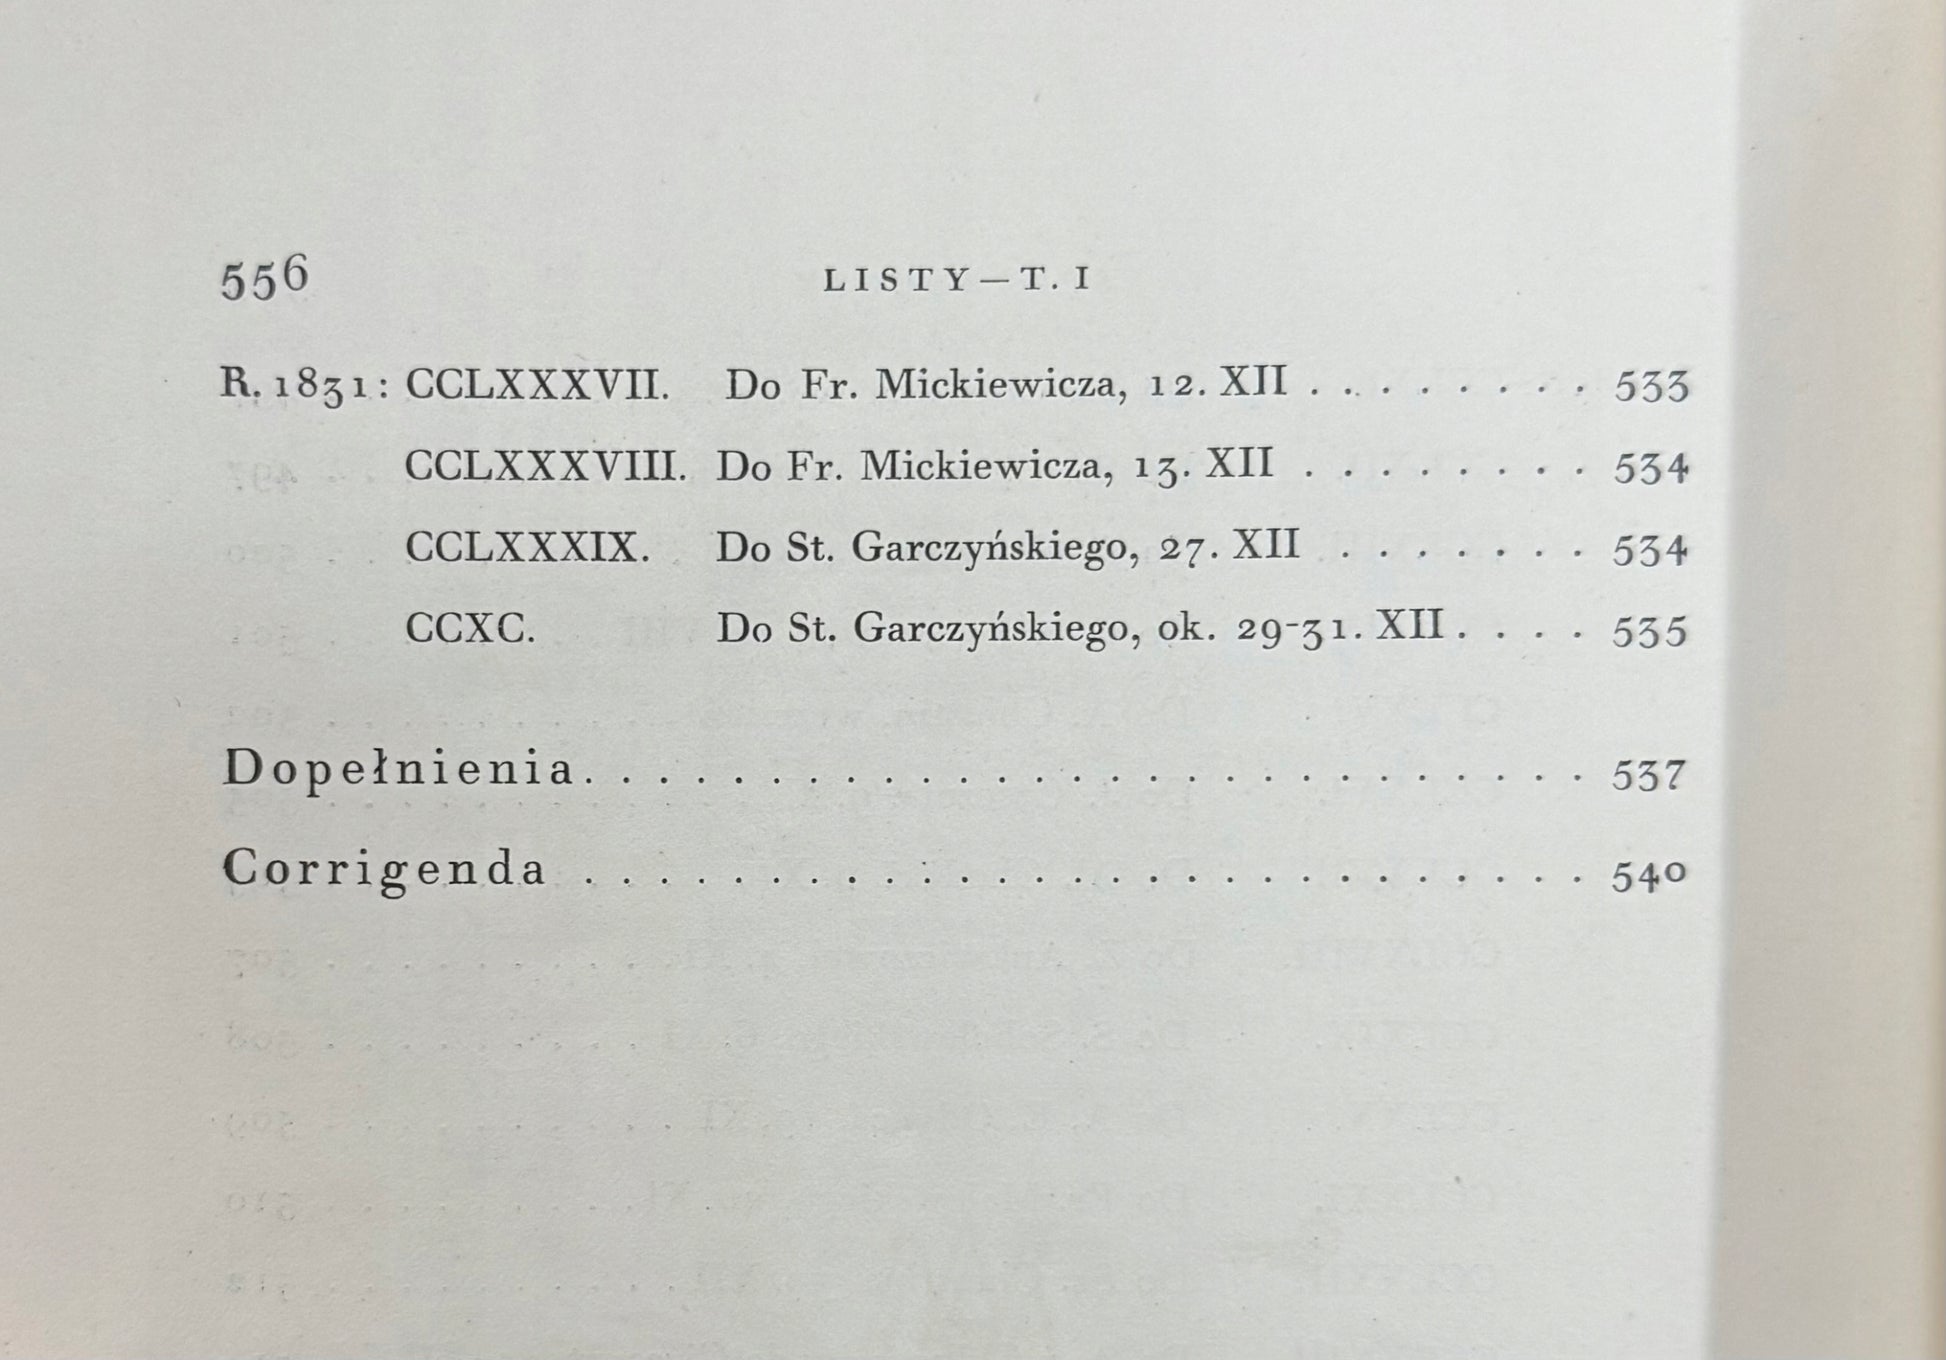 556 LISTY — T. I
R. 1831: CCLXXXVII. Do Fr. Mickiewicza, 12. XII . . . . . . . . 533
CCLXXXVIII. Do Fr. Mickiewicza, 13. XII . . . . . . . . 534
CCLXXXIX. Do St. Garczyńskiego, 27. XII . . . . . . . 534
CCXC. Do St. Garczyńskiego, ok. 29-31. XII . . . . 535
Dopełnienia . . . . . . . . . . . . . . . . . . . . . . . . . . . 537
Corrigenda . . . . . . . . . . . . . . . . . . . . . . . . . . . 540